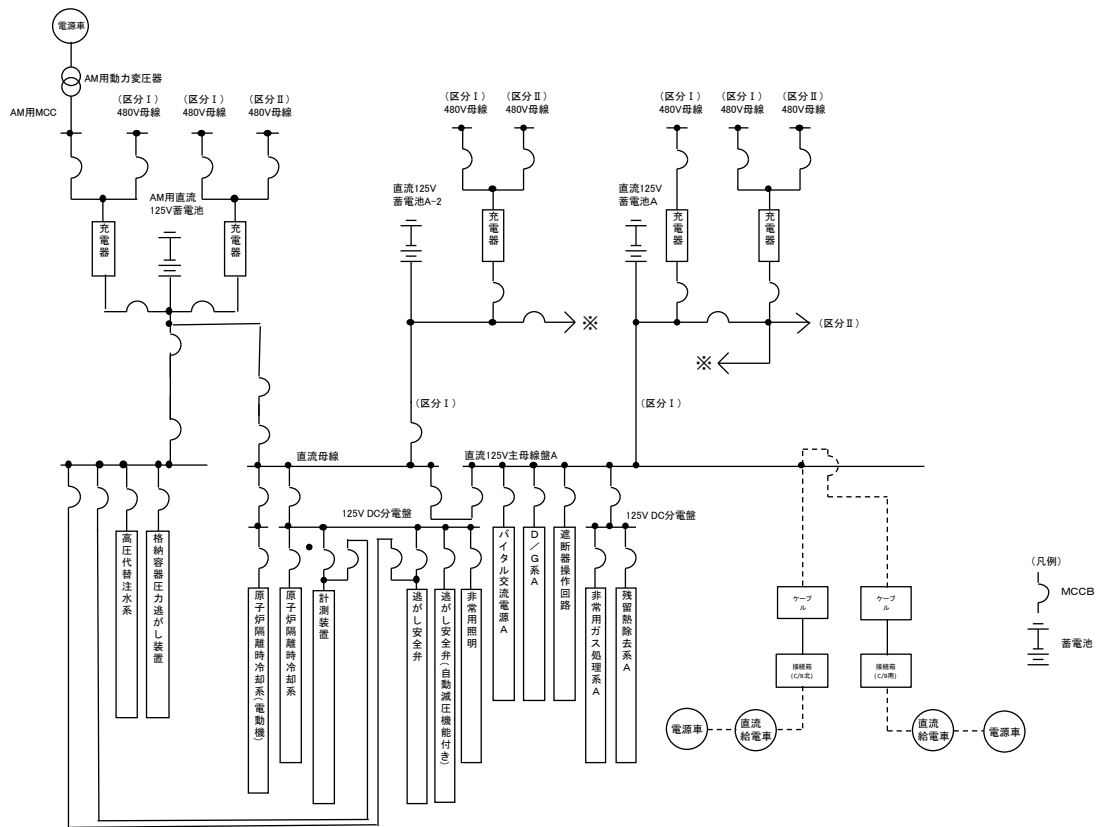 電源車
AM用動力変圧器
AM用MCC
(区分Ⅰ)
480V母線
(区分Ⅰ)
480V母線
(区分Ⅱ)
480V母線
(区分Ⅰ)
480V母線
(区分Ⅱ)
480V母線
(区分Ⅰ)
480V母線
(区分Ⅰ)
480V母線
(区分Ⅱ)
480V母線
AM用直流
125V蓄電池
直流125V
蓄電池A-2
直流125V
蓄電池A
充電器
充電器
充電器
充電器
充電器
※
(区分Ⅱ)
※
(区分Ⅰ)
(区分Ⅰ)
直流母線
直流125V主母線盤A
125V DC分電盤
125V DC分電盤
高圧代替注水系
格納容器圧力逃がし装置
原子炉隔離時冷却系(電動機)
原子炉隔離時冷却系
計測装置
逃がし安全弁
逃がし安全弁(自動減圧機能付き)
非常用照明
バイタル交流電源A
D/G系A
遮断器操作回路
非常用ガス処理系A
残留熱除去系A
ケーブ
ル
ケーブ
ル
接続箱
(C/B北)
接続箱
(C/B南)
電源車
直流
給電車
直流
給電車
電源車
(凡例)
MCCB
蓄電池